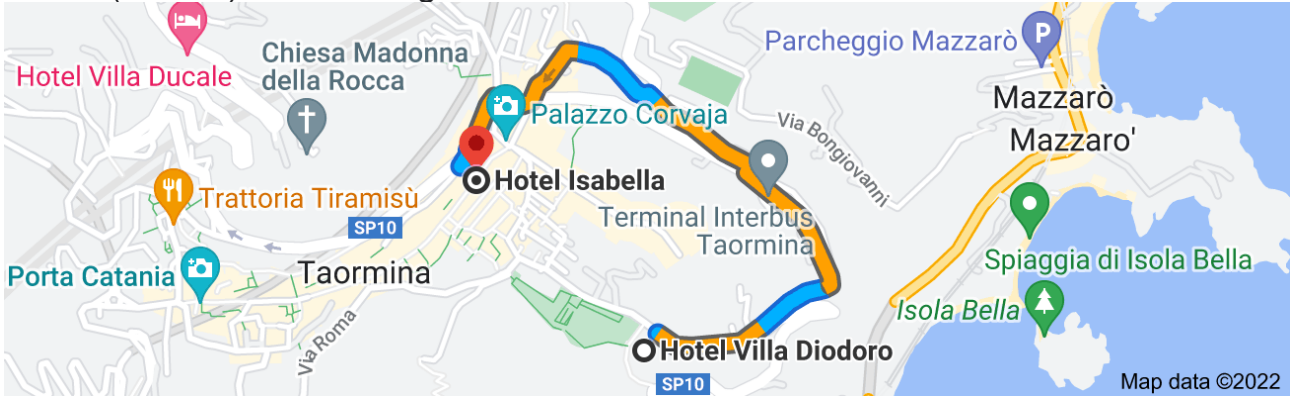 Hotel Villa Ducale
Chiesa Madonna
della Rocca
Palazzo Corvaja
Parcheggio Mazzarò
P
Mazzarò
Mazzaro'
Via Bongiovanni
Hotel Isabella
Trattoria Tiramisù
SP10
Terminal Interbus
Taormina
Porta Catania
Taormina
Spiaggia di Isola Bella
Isola Bella
Via Roma
Hotel Villa Diodoro
SP10
Map data ©2022